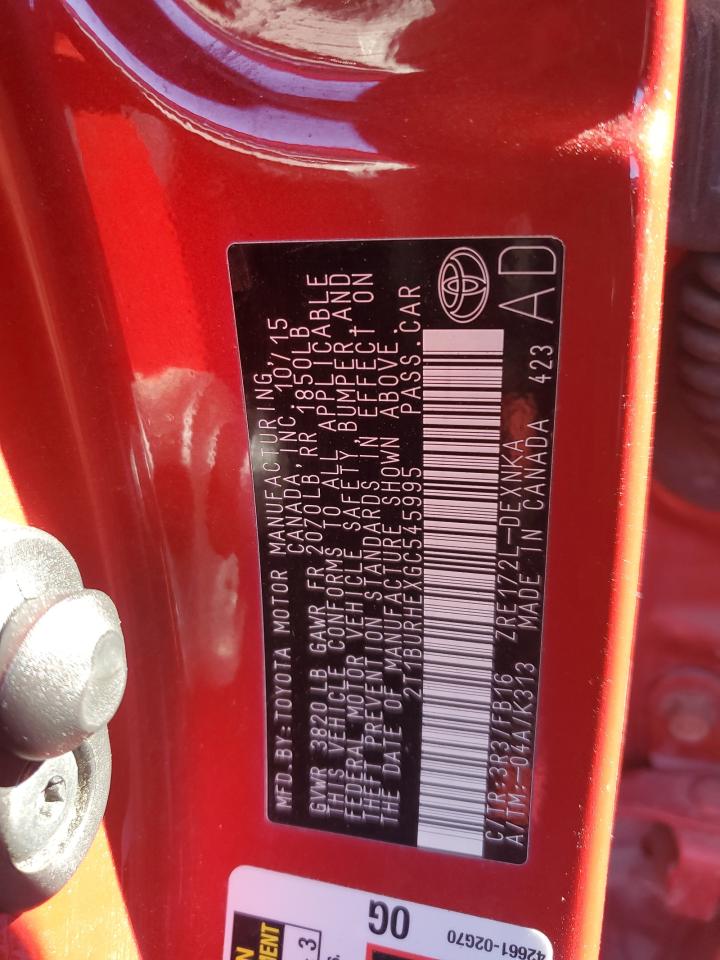 MFD.BY:TOYOTA MOTOR MANUFACTURING,
CANADA,INC. 10/15
GVWR 3820 LB GAWR FR 2070LB,RR 1850LB
THIS VEHICLE CONFORMS TO ALL APPLICABLE
FEDERAL MOTOR VEHICLE SAFETY,BUMPER,AND
THEFT PREVENTION STANDARDS IN EFFECT ON
THE DATE OF MANUFACTURE SHOWN ABOVE.
2T1BURHEXGC545995 PASS.CAR
C/TR:3R3/FB16 ZRE172L-DEXNKA
A/TM:-04A/K313 MADE IN CANADA 423
AD
OG
42661-02G70